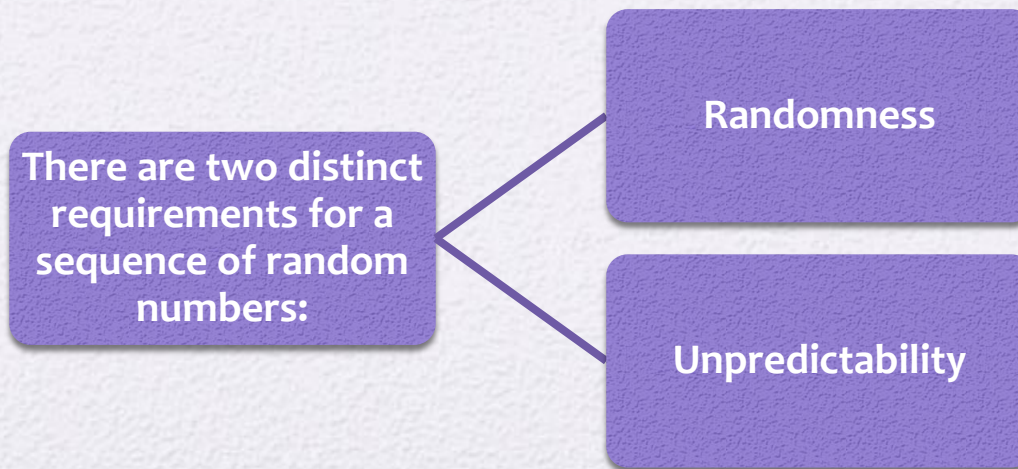 There are two distinct
requirements for a
sequence of random
numbers:
Randomness
Unpredictability